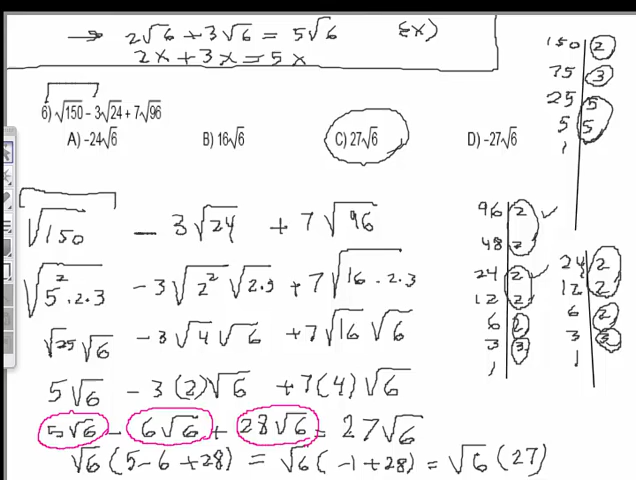 → 2√6 + 3√6 = 5√6 Ex)
2x + 3x = 5x
6) √150 – 3√24 + 7√96
A) -24√6 B) 16√6 C) 27√6 D) -27√6
√150 – 3√24 + 7√96
√5².2.3 – 3√2² √2.3 + 7√16.2.3
√25 √6 – 3√4 √6 + 7√16 √6
5√6 – 3(2)√6 + 7(4)√6
5√6 – 6√6 + 28√6 = 27√6
√6 (5-6+28) = √6 (-1+28) = √6 (27)
150 2
75 3
25 5
5 5
1
96 2
48 2
24 2
12 2
6 2
3 3
1
24 2
12 2
6 2
3 3
1